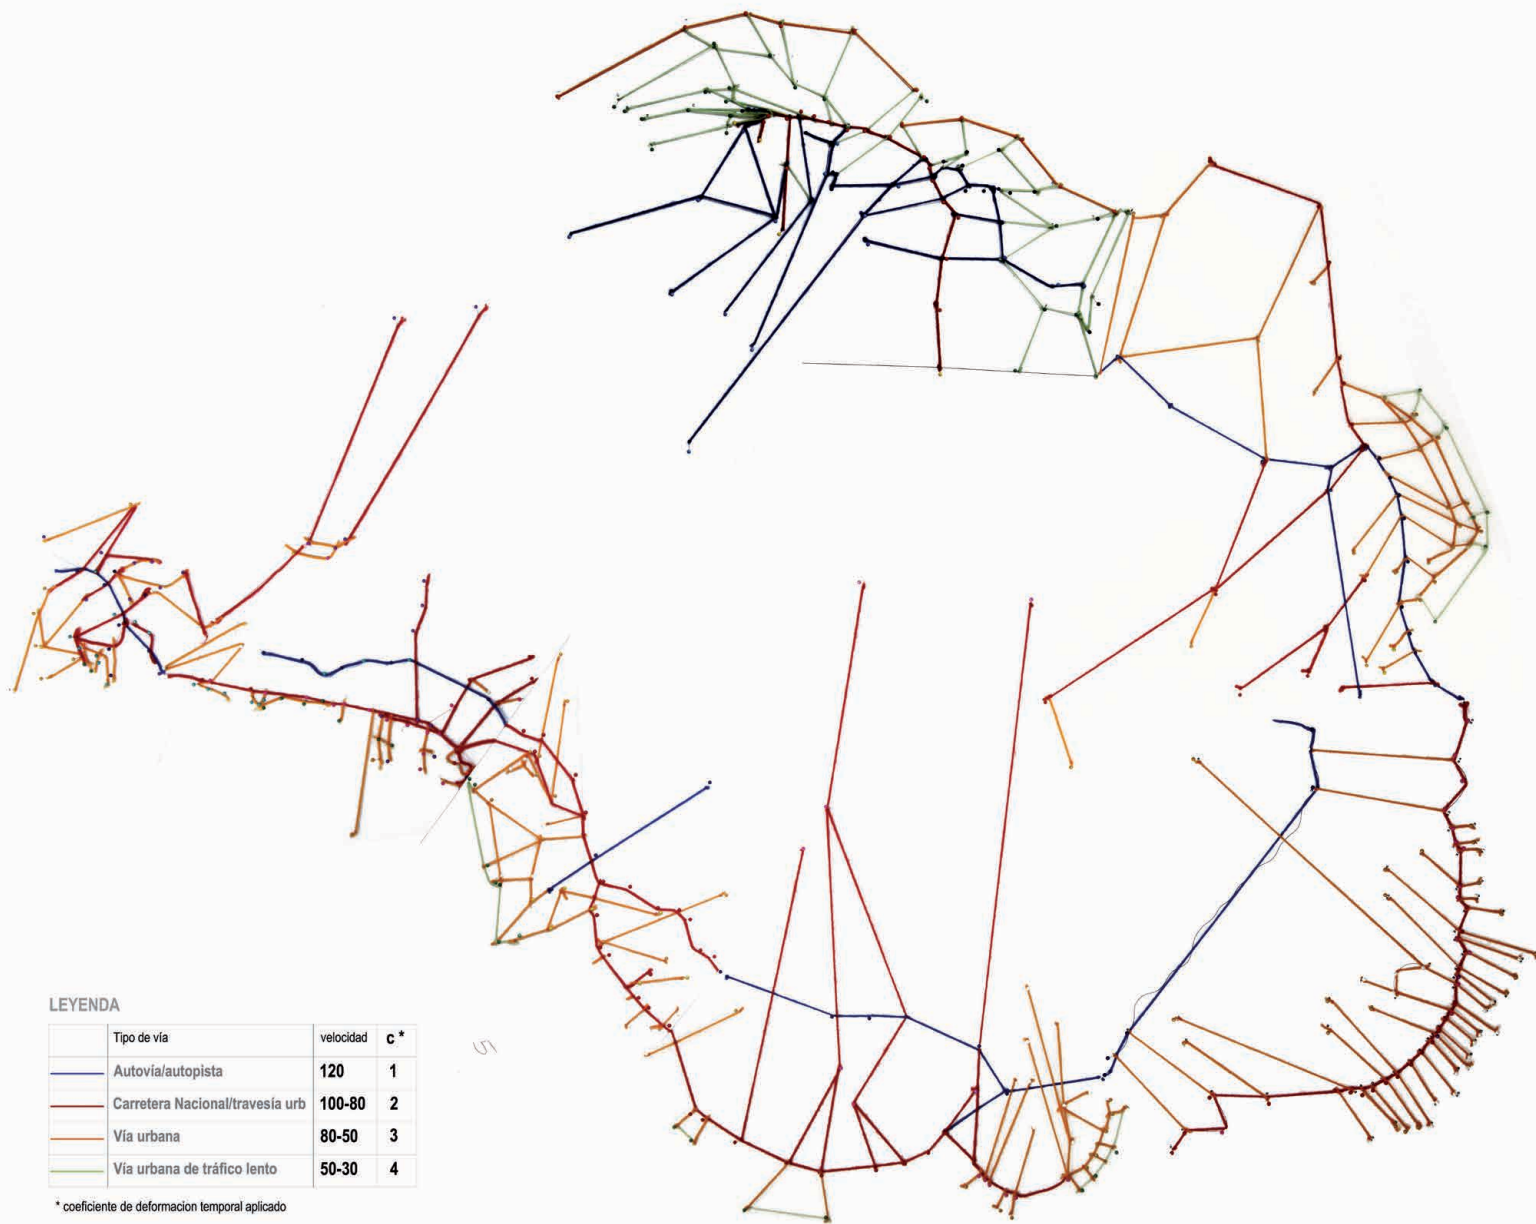 LEYENDA
Tipo de vía velocidad c *
Autovía/autopista 120 1
Carretera Nacional/travesía urb 100-80 2
Vía urbana 80-50 3
Vía urbana de tráfico lento 50-30 4
* coeficiente de deformacion temporal aplicado